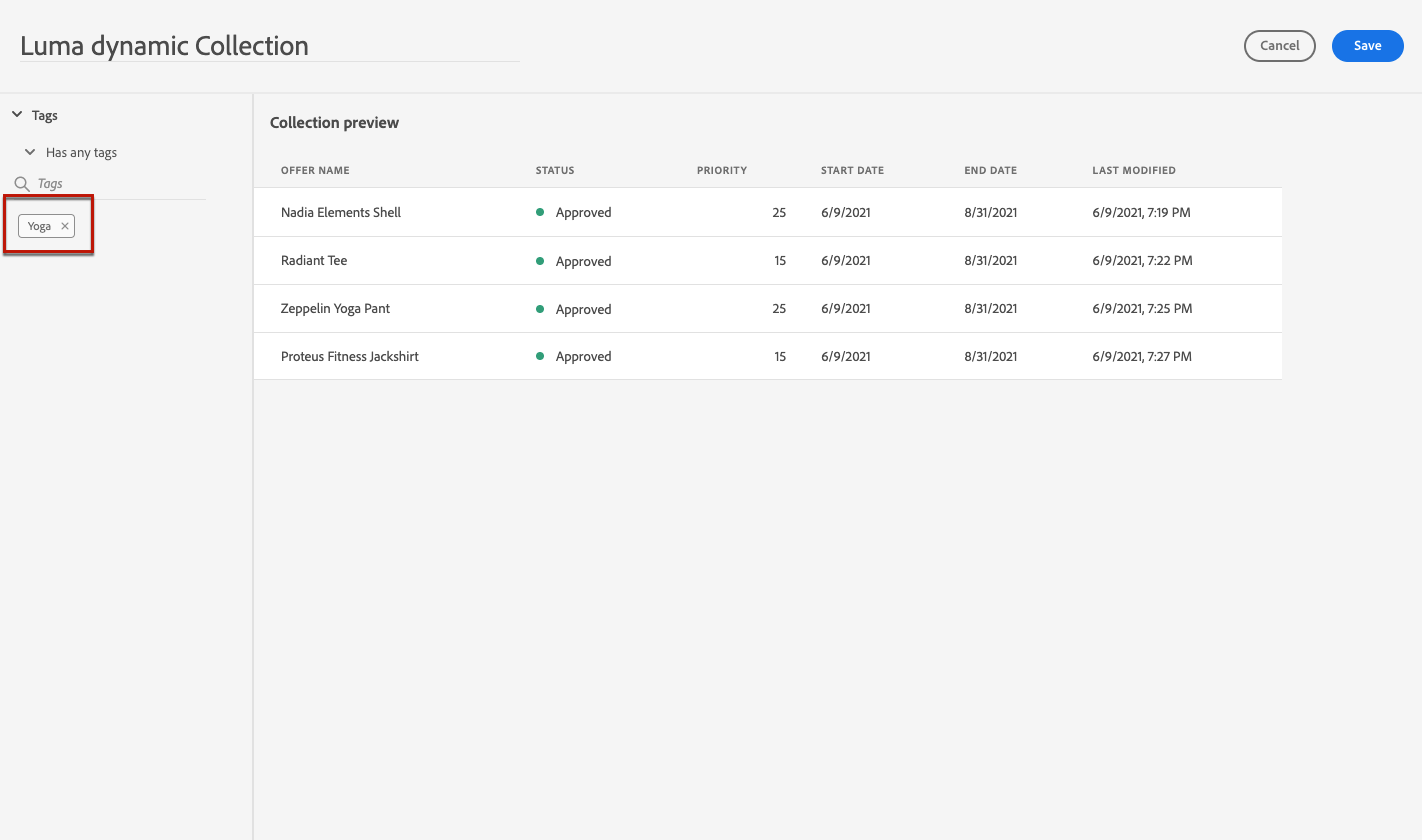 Luma dynamic Collection
Cancel
Save
Tags
Has any tags
Tags
Yoga
Collection preview
OFFER NAME STATUS PRIORITY START DATE END DATE LAST MODIFIED
Nadia Elements Shell Approved 25 6/9/2021 8/31/2021 6/9/2021, 7:19 PM
Radiant Tee Approved 15 6/9/2021 8/31/2021 6/9/2021, 7:22 PM
Zeppelin Yoga Pant Approved 25 6/9/2021 8/31/2021 6/9/2021, 7:25 PM
Proteus Fitness Jackshirt Approved 15 6/9/2021 8/31/2021 6/9/2021, 7:27 PM